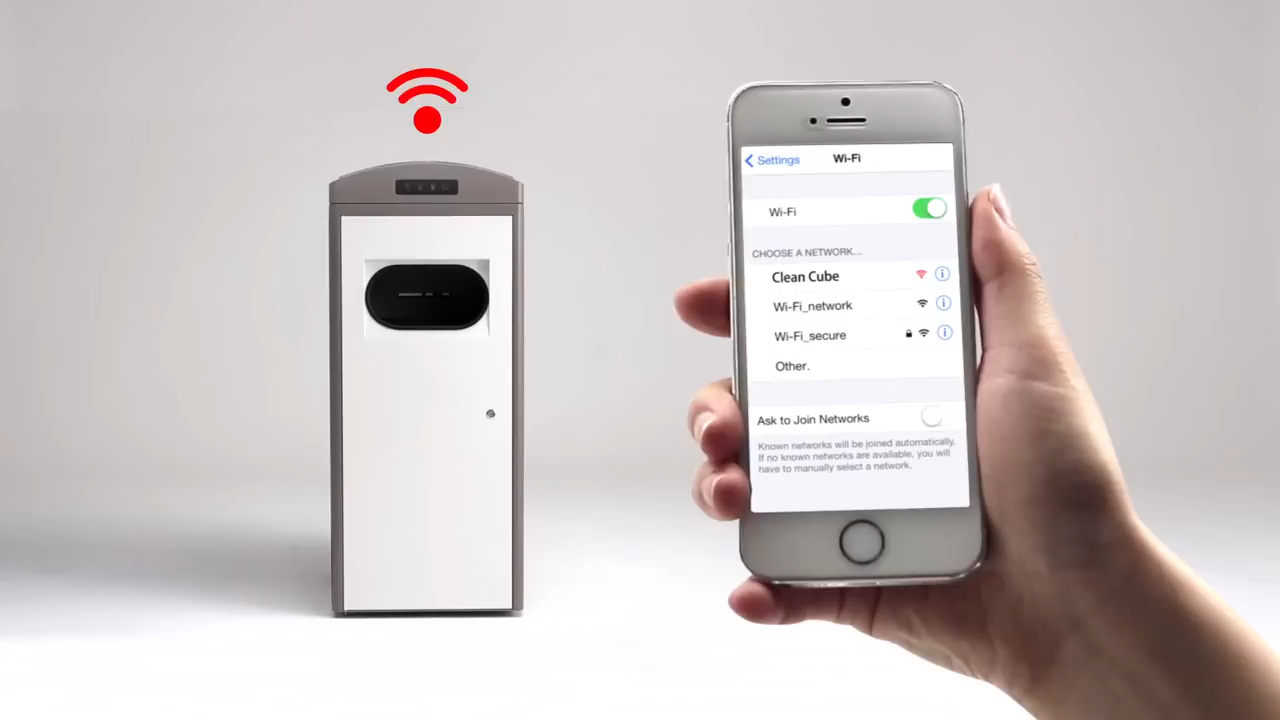 Settings
Wi-Fi
Wi-Fi
CHOOSE A NETWORK...
Clean Cube
Wi-Fi_network
Wi-Fi_secure
Other.
Ask to Join Networks
Known networks will be joined automatically.
If no known networks are available, you will
have to manually select a network.